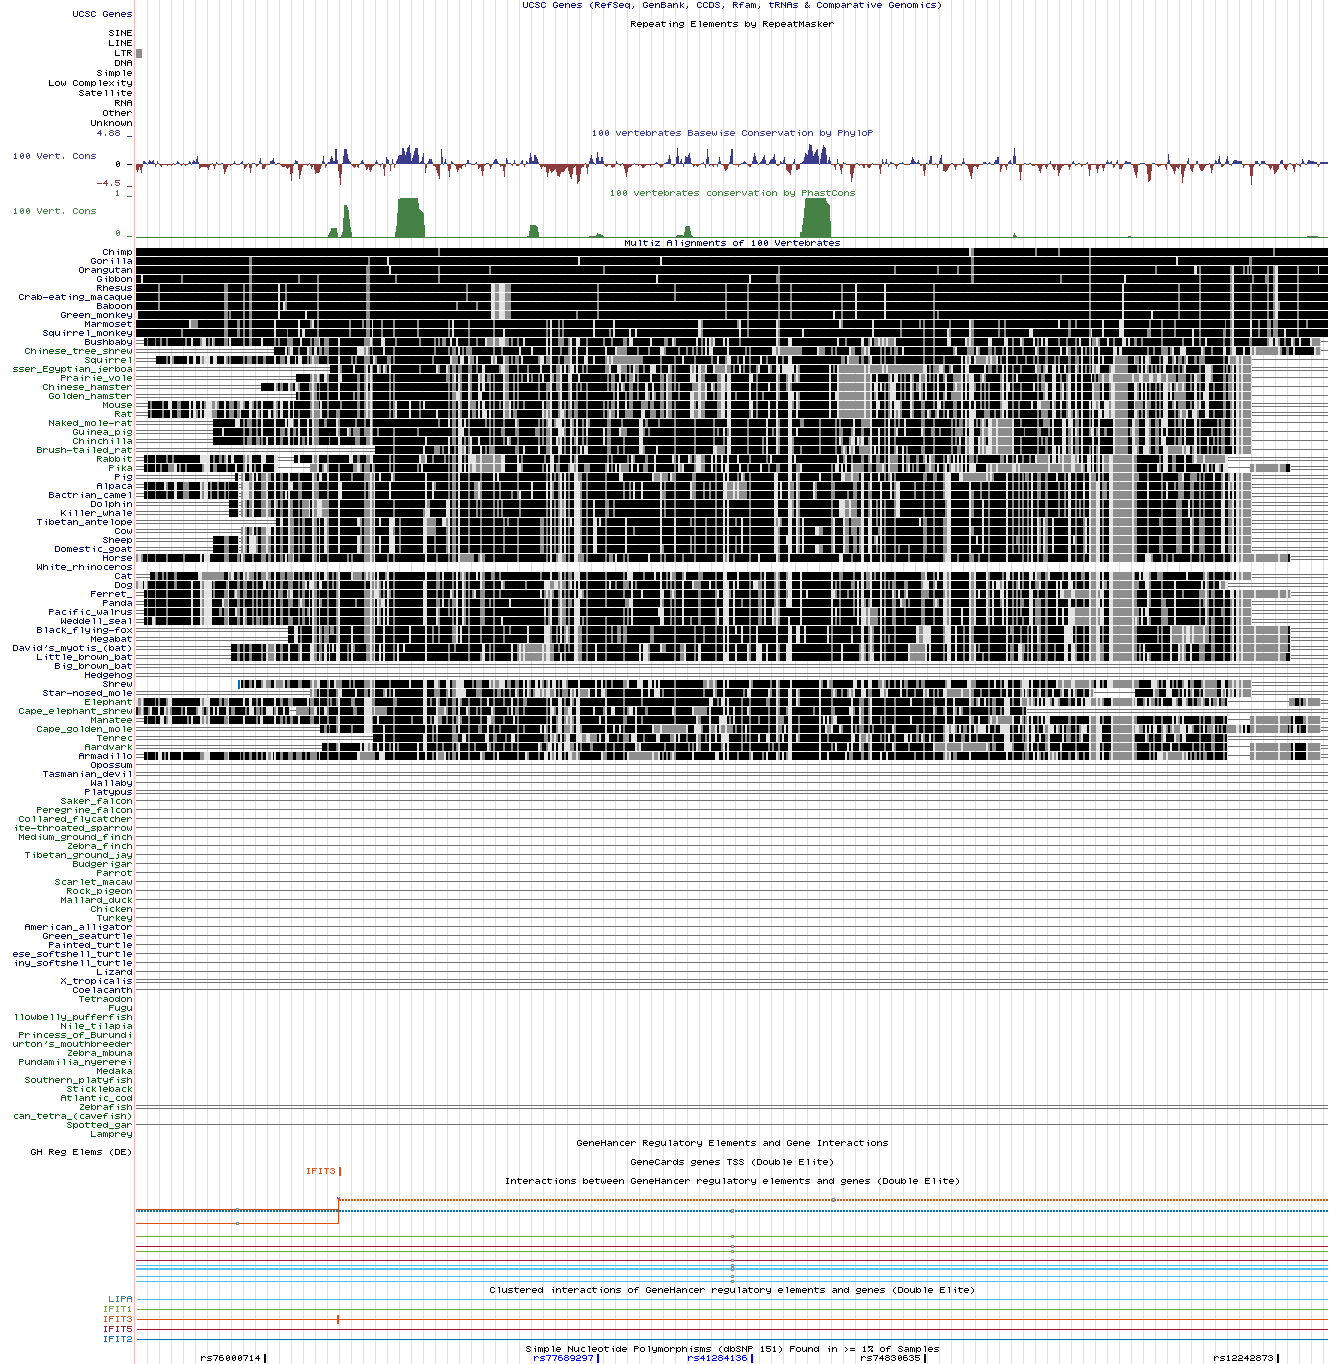 UCSC Genes (RefSeq, GenBank, CCDS, Rfam, tRNAs & Comparative Genomics)
UCSC Genes
Repeating Elements by RepeatMasker
SINE
LINE
LTR
DNA
Simple
Low Complexity
Satellite
RNA
Other
Unknown
4.88 _
100 vertebrates Basewise Conservation by PhyloP
100 Vert. Cons
0 _
-4.5 _
1 _
100 vertebrates conservation by PhastCons
100 Vert. Cons
0 _
Multiz Alignments of 100 Vertebrates
Chimp
Gorilla
Orangutan
Gibbon
Rhesus
Crab-eating_macaque
Baboon
Green_monkey
Marmoset
Squirrel_monkey
Bushbaby
Chinese_tree_shrew
Squirrel
sser_Egyptian_jerboa
Prairie_vole
Chinese_hamster
Golden_hamster
Mouse
Rat
Naked_mole-rat
Guinea_pig
Chinchilla
Brush-tailed_rat
Rabbit
Pika
Pig
Alpaca
Bactrian_camel
Dolphin
Killer_whale
Tibetan_antelope
Cow
Sheep
Domestic_goat
Horse
White_rhinoceros
Cat
Dog
Ferret_
Panda
Pacific_walrus
Weddell_seal
Black_flying-fox
Megabat
David's_myotis_(bat)
Little_brown_bat
Big_brown_bat
Hedgehog
Shrew
Star-nosed_mole
Elephant
Cape_elephant_shrew
Manatee
Cape_golden_mole
Tenrec
Aardvark
Armadillo
Opossum
Tasmanian_devil
Wallaby
Platypus
Saker_falcon
Peregrine_falcon
Collared_flycatcher
ite-throated_sparrow
Medium_ground_finch
Zebra_finch
Tibetan_ground_jay
Budgerigar
Parrot
Scarlet_macaw
Rock_pigeon
Mallard_duck
Chicken
Turkey
American_alligator
Green_seaturtle
Painted_turtle
ese_softshell_turtle
iny_softshell_turtle
Lizard
X_tropicalis
Coelacanth
Tetraodon
Fugu
llowbelly_pufferfish
Nile_tilapia
Princess_of_Burundi
urton's_mouthbreeder
Zebra_mbuna
Pundamilia_nyererei
Medaka
Southern_platyfish
Stickleback
Atlantic_cod
Zebrafish
can_tetra_(cavefish)
Spotted_gar
Lamprey
GeneHancer Regulatory Elements and Gene Interactions
GH Reg Elems (DE)
GeneCards genes TSS (Double Elite)
IFIT3
Interactions between GeneHancer regulatory elements and genes (Double Elite)
Clustered interactions of GeneHancer regulatory elements and genes (Double Elite)
LIPA
IFIT1
IFIT3
IFIT5
IFIT2
Simple Nucleotide Polymorphisms (dbSNP 151) Found in >= 1% of Samples
rs76000714 rs77689297 rs41284136 rs74830635 rs12242873